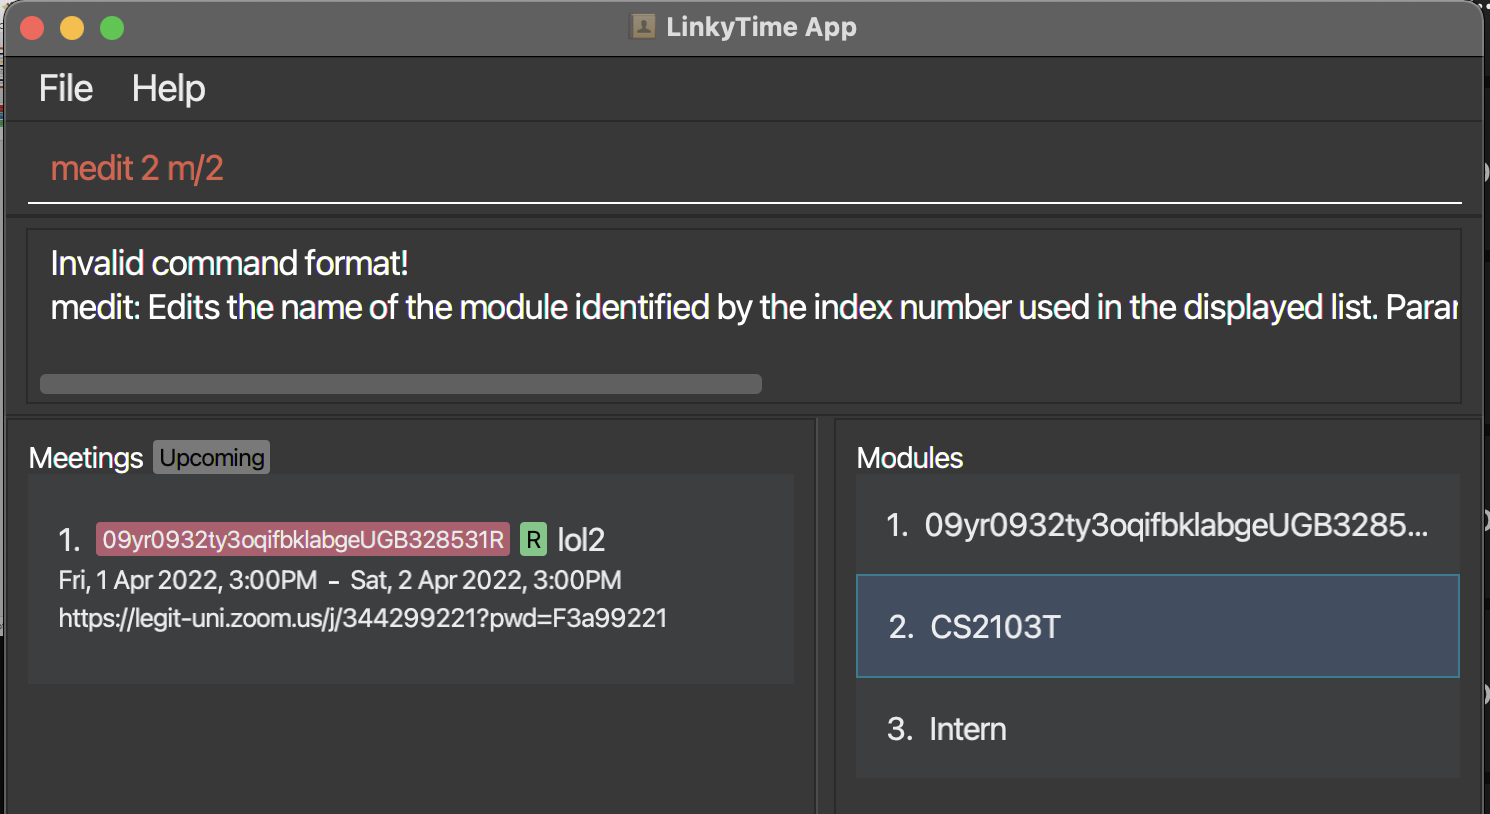 LinkyTime App
File Help
medit 2 m/2
Invalid command format!
medit: Edits the name of the module identified by the index number used in the displayed list.
Meetings Upcoming
1. 09yr0932ty3oqifbklabgeUGB328531R R lol2
Fri, 1 Apr 2022, 3:00PM - Sat, 2 Apr 2022, 3:00PM
https://legit-uni.zoom.us/j/344299221?pwd=F3a99221
Modules
1. 09yr0932ty3oqifbklabgeUGB3285...
2. CS2103T
3. Intern